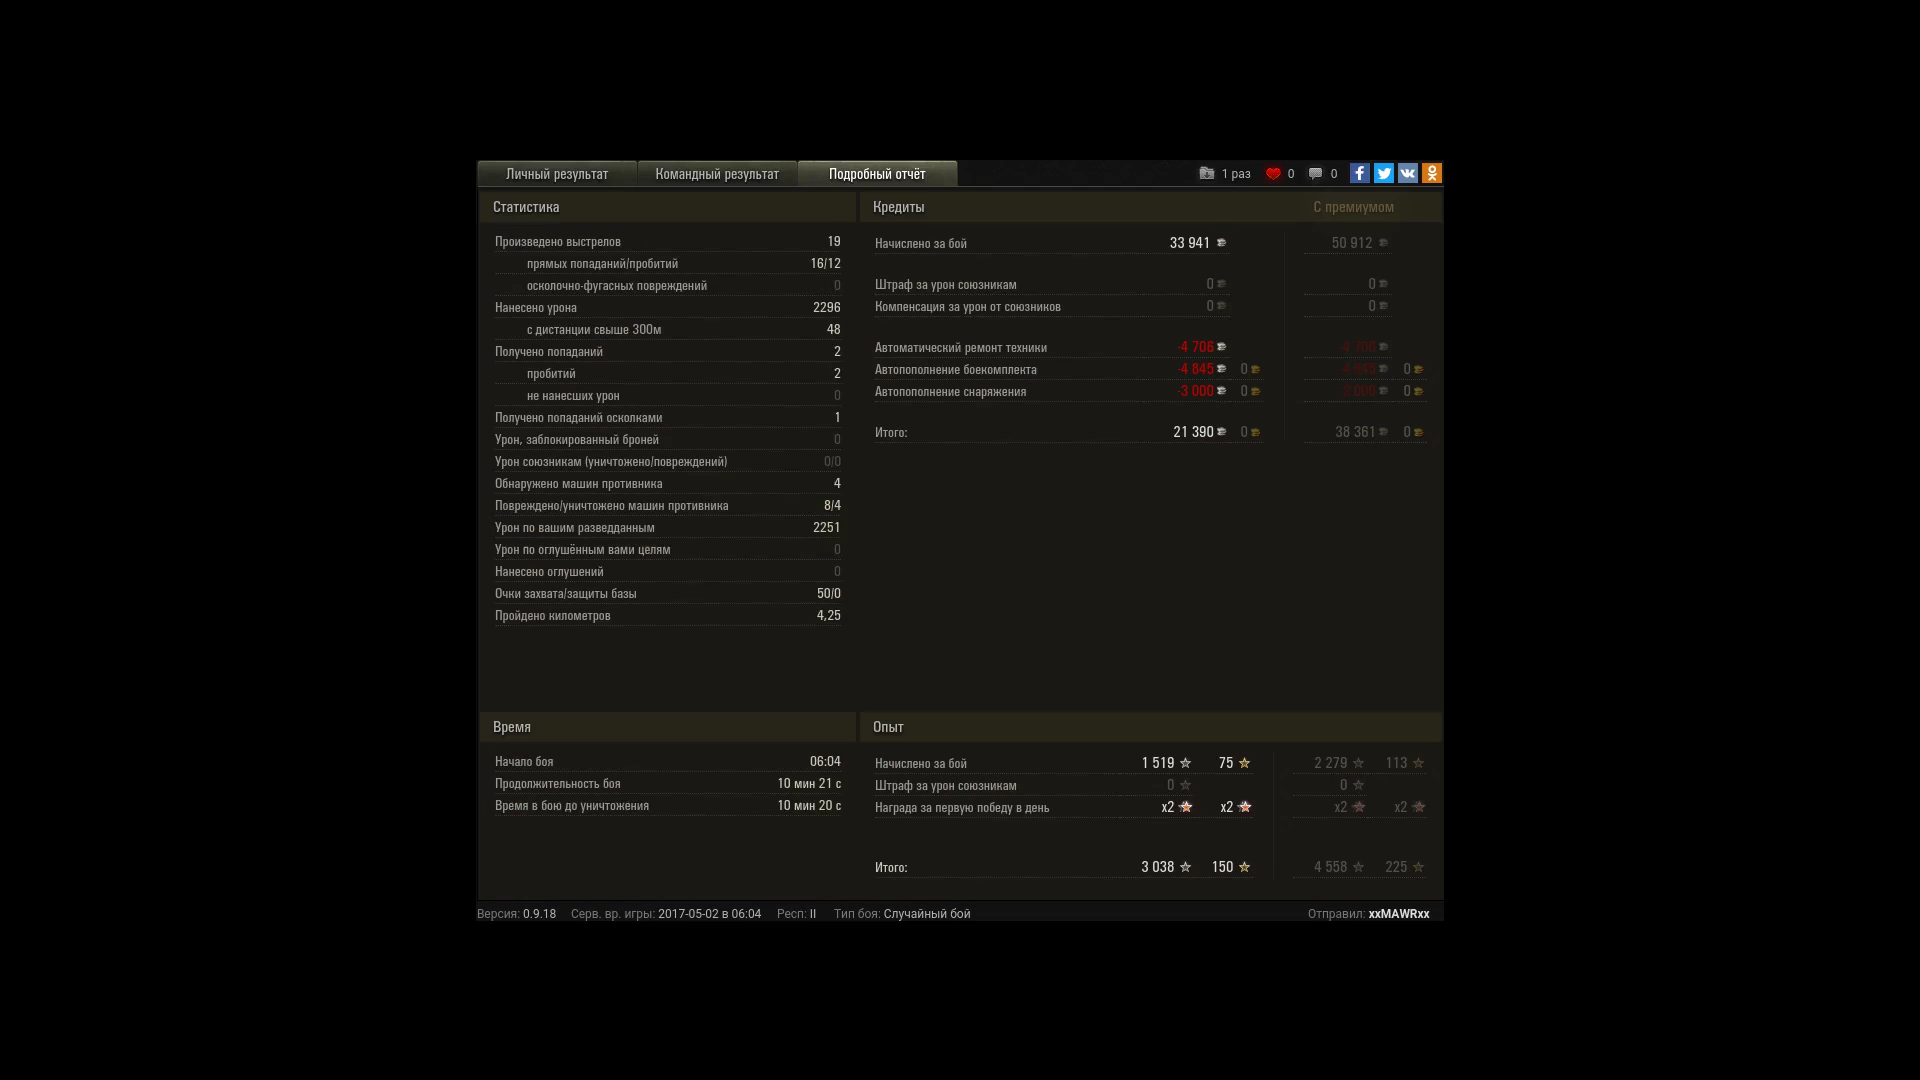 Личный результат Командный результат Подробный отчёт 1 раз 0 0
Статистика
Произведено выстрелов 19
прямых попаданий/пробитий 16/12
осколочно-фугасных повреждений 0
Нанесено урона 2296
с дистанции свыше 300м 48
Получено попаданий 2
пробитий 2
не нанесших урон 0
Получено попаданий осколками 1
Урон, заблокированный броней 0
Урон союзникам (уничтожено/повреждений) 0/0
Обнаружено машин противника 4
Повреждено/уничтожено машин противника 8/4
Урон по вашим разведданным 2251
Урон по оглушённым вами целям 0
Нанесено оглушений 0
Очки захвата/защиты базы 50/0
Пройдено километров 4,25
Кредиты С премиумом
Начислено за бой 33 941 50 912
Штраф за урон союзникам 0 0
Компенсация за урон от союзников 0 0
Автоматический ремонт техники -4 706 -4 706
Автопополнение боекомплекта -4 845 0 -4 845 0
Автопополнение снаряжения -3 000 0 -3 000 0
Итого: 21 390 0 38 361 0
Время
Начало боя 06:04
Продолжительность боя 10 мин 21 с
Время в бою до уничтожения 10 мин 20 с
Опыт
Начислено за бой 1 519 75 2 279 113
Штраф за урон союзникам 0 0
Награда за первую победу в день x2 x2 x2 x2
Итого: 3 038 150 4 558 225
Версия: 0.9.18 Серв. вр. игры: 2017-05-02 в 06:04 Респ: II Тип боя: Случайный бой Отправил: xxMAWRxx